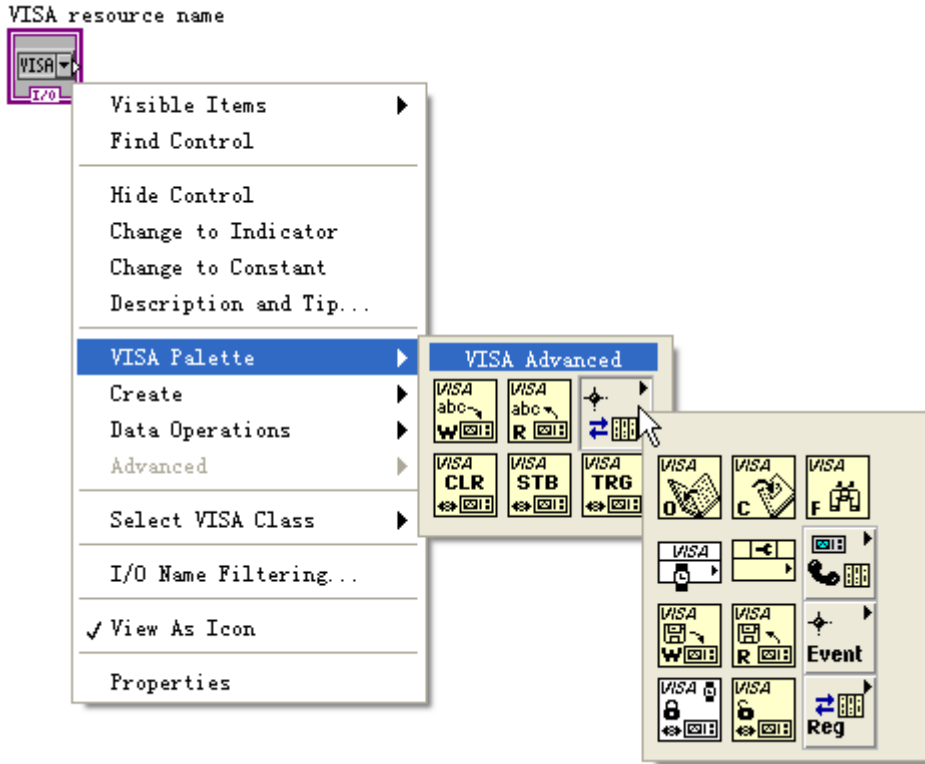 VISA resource name
VISA
I/O
Visible Items
Find Control
Hide Control
Change to Indicator
Change to Constant
Description and Tip...
VISA Palette
Create
Data Operations
Advanced
Select VISA Class
I/O Name Filtering...
View As Icon
Properties
VISA Advanced
VISA abc W
VISA abc R
VISA CLR
VISA STB
VISA TRG
VISA O
VISA C
VISA F
VISA
VISA W
VISA R
Event
VISA
VISA
Reg